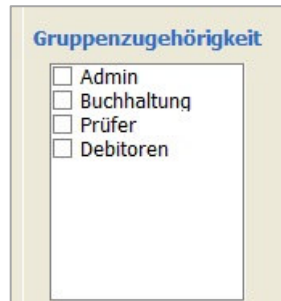 Gruppenzugehörigkeit
Admin
Buchhaltung
Prüfer
Debitoren